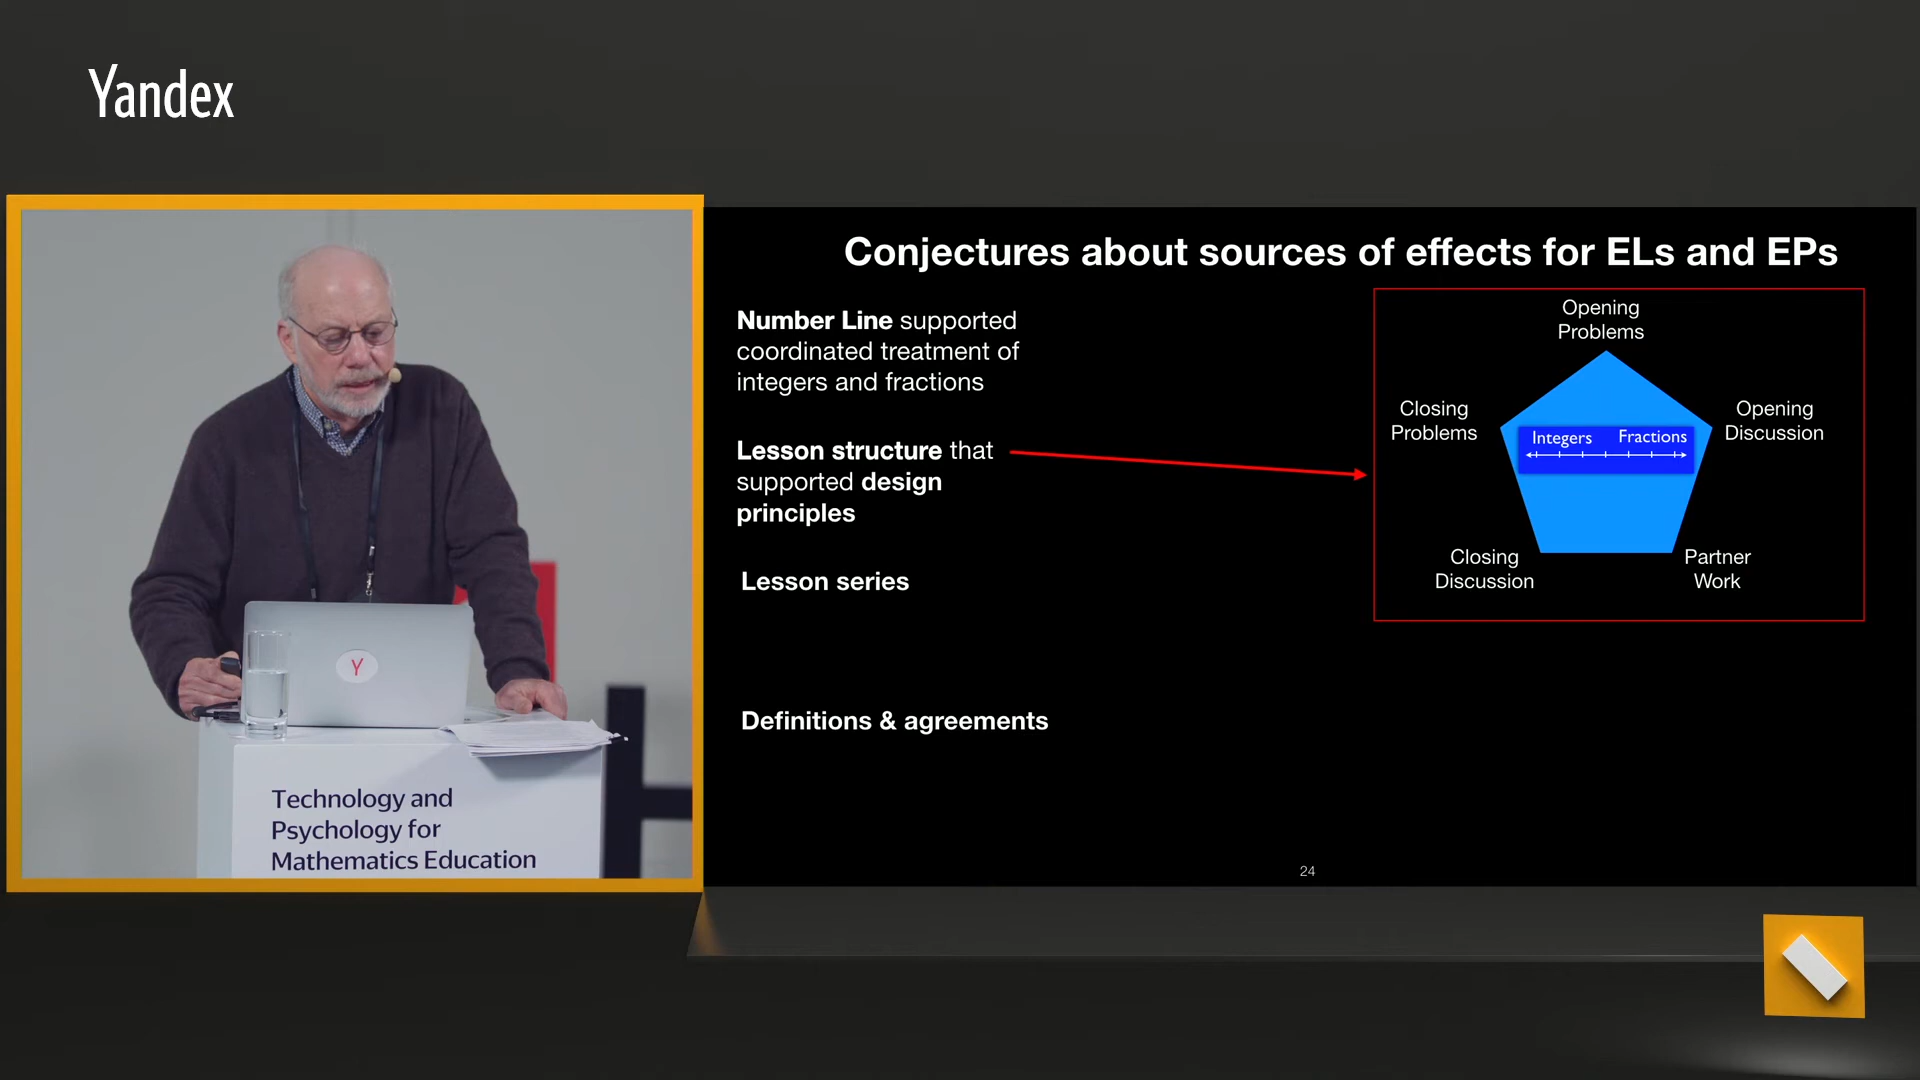 Yandex
Conjectures about sources of effects for ELs and EPs
Number Line supported
coordinated treatment of
integers and fractions
Lesson structure that
supported design
principles
Lesson series
Definitions & agreements
Opening
Problems
Closing
Problems
Opening
Discussion
Integers Fractions
Closing
Discussion
Partner
Work
24
Y
Technology and
Psychology for
Mathematics Education